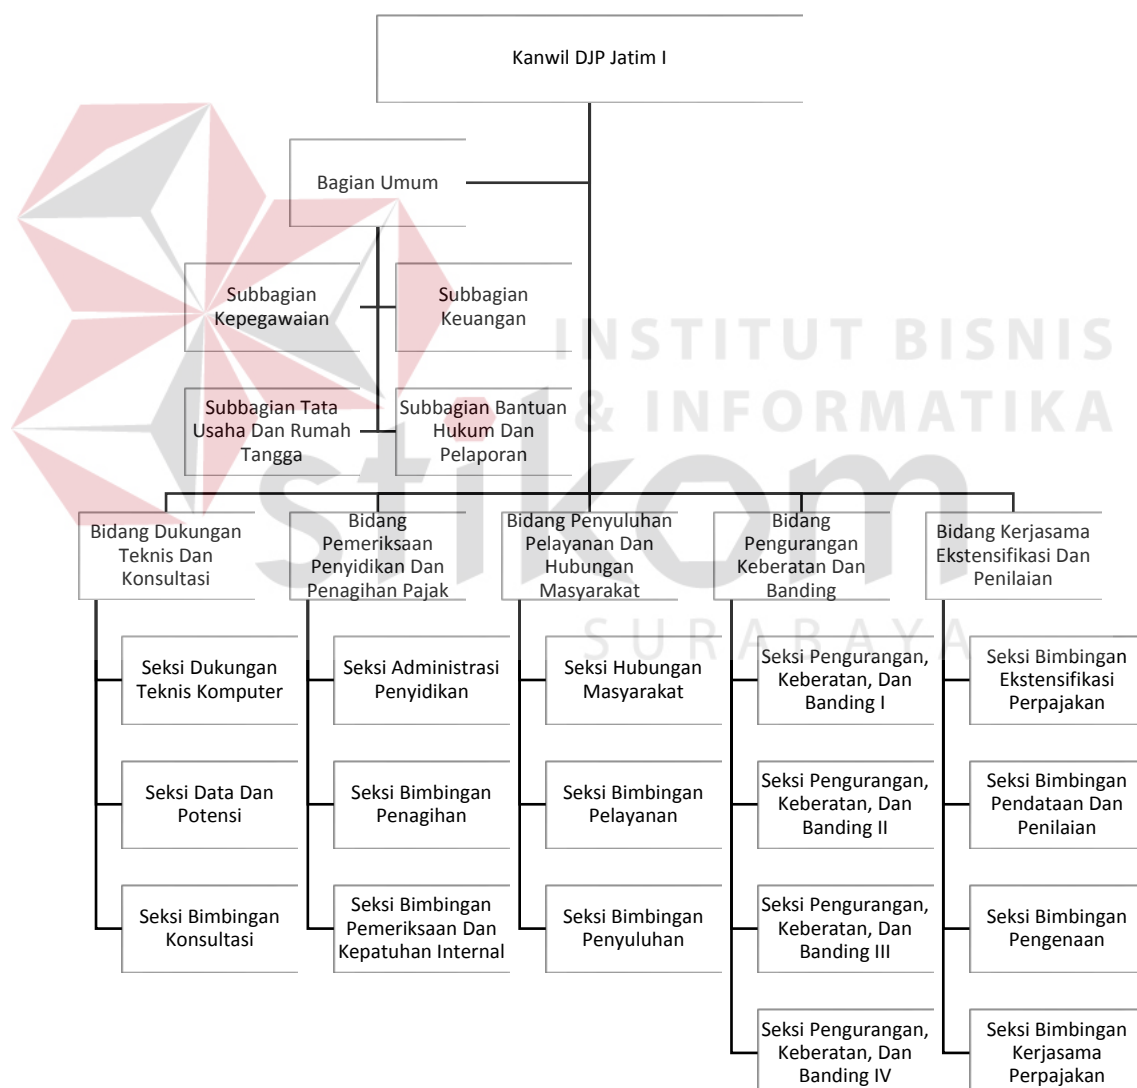 Kanwil DJP Jatim I
Bagian Umum
Subbagian
Kepegawaian
Subbagian
Keuangan
Subbagian Tata
Usaha Dan Rumah
Tangga
Subbagian Bantuan
Hukum Dan
Pelaporan
INSTITUT BISNIS
& INFORMATIKA
stikom
SURABAYA
Bidang Dukungan
Teknis Dan
Konsultasi
Seksi Dukungan
Teknis Komputer
Seksi Data Dan
Potensi
Seksi Bimbingan
Konsultasi
Bidang
Pemeriksaan
Penyidikan Dan
Penagihan Pajak
Seksi Administrasi
Penyidikan
Seksi Bimbingan
Penagihan
Seksi Bimbingan
Pemeriksaan Dan
Kepatuhan Internal
Bidang Penyuluhan
Pelayanan Dan
Hubungan
Masyarakat
Seksi Hubungan
Masyarakat
Seksi Bimbingan
Pelayanan
Seksi Bimbingan
Penyuluhan
Bidang
Pengurangan
Keberatan Dan
Banding
Seksi Pengurangan,
Keberatan, Dan
Banding I
Seksi Pengurangan,
Keberatan, Dan
Banding II
Seksi Pengurangan,
Keberatan, Dan
Banding III
Seksi Pengurangan,
Keberatan, Dan
Banding IV
Bidang Kerjasama
Ekstensifikasi Dan
Penilaian
Seksi Bimbingan
Ekstensifikasi
Perpajakan
Seksi Bimbingan
Pendataan Dan
Penilaian
Seksi Bimbingan
Pengenaan
Seksi Bimbingan
Kerjasama
Perpajakan